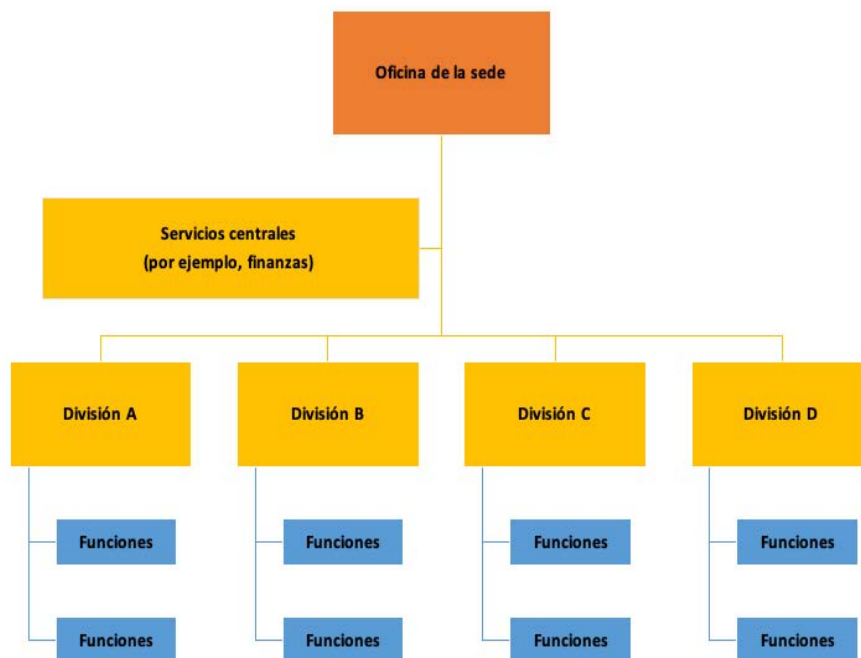 Oficina de la sede
Servicios centrales
(por ejemplo, finanzas)
División A
División B
División C
División D
Funciones
Funciones
Funciones
Funciones
Funciones
Funciones
Funciones
Funciones